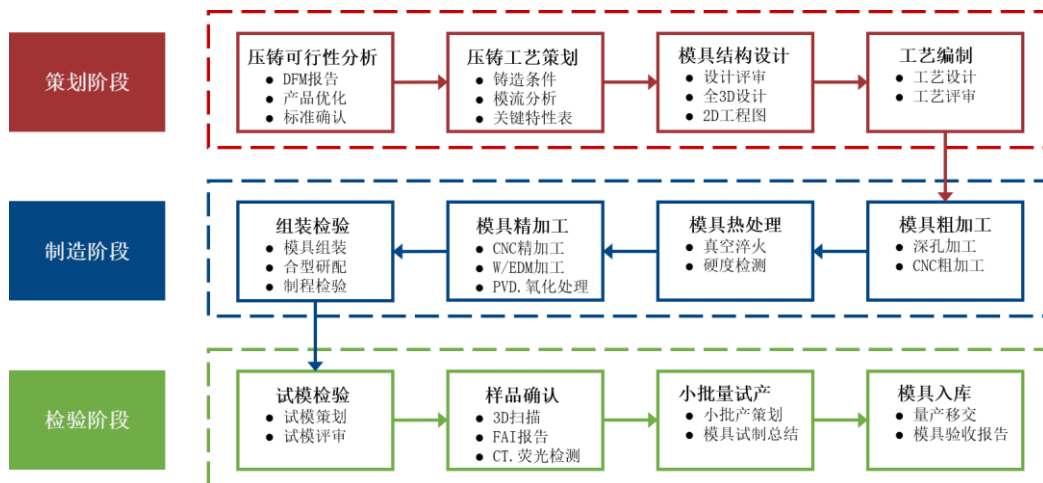 策划阶段
压铸可行性分析
● DFM报告
● 产品优化
● 标准确认
压铸工艺策划
● 铸造条件
● 模流分析
● 关键特性表
模具结构设计
● 设计评审
● 全3D设计
● 2D工程图
工艺编制
● 工艺设计
● 工艺评审
制造阶段
组装检验
● 模具组装
● 合型研配
● 制程检验
模具精加工
● CNC精加工
● W/EDM加工
● PVD.氧化处理
模具热处理
● 真空淬火
● 硬度检测
模具粗加工
● 深孔加工
● CNC粗加工
检验阶段
试模检验
● 试模策划
● 试模评审
样品确认
● 3D扫描
● FAI报告
● CT.荧光检测
小批量试产
● 小批产策划
● 模具试制总结
模具入库
● 量产移交
● 模具验收报告